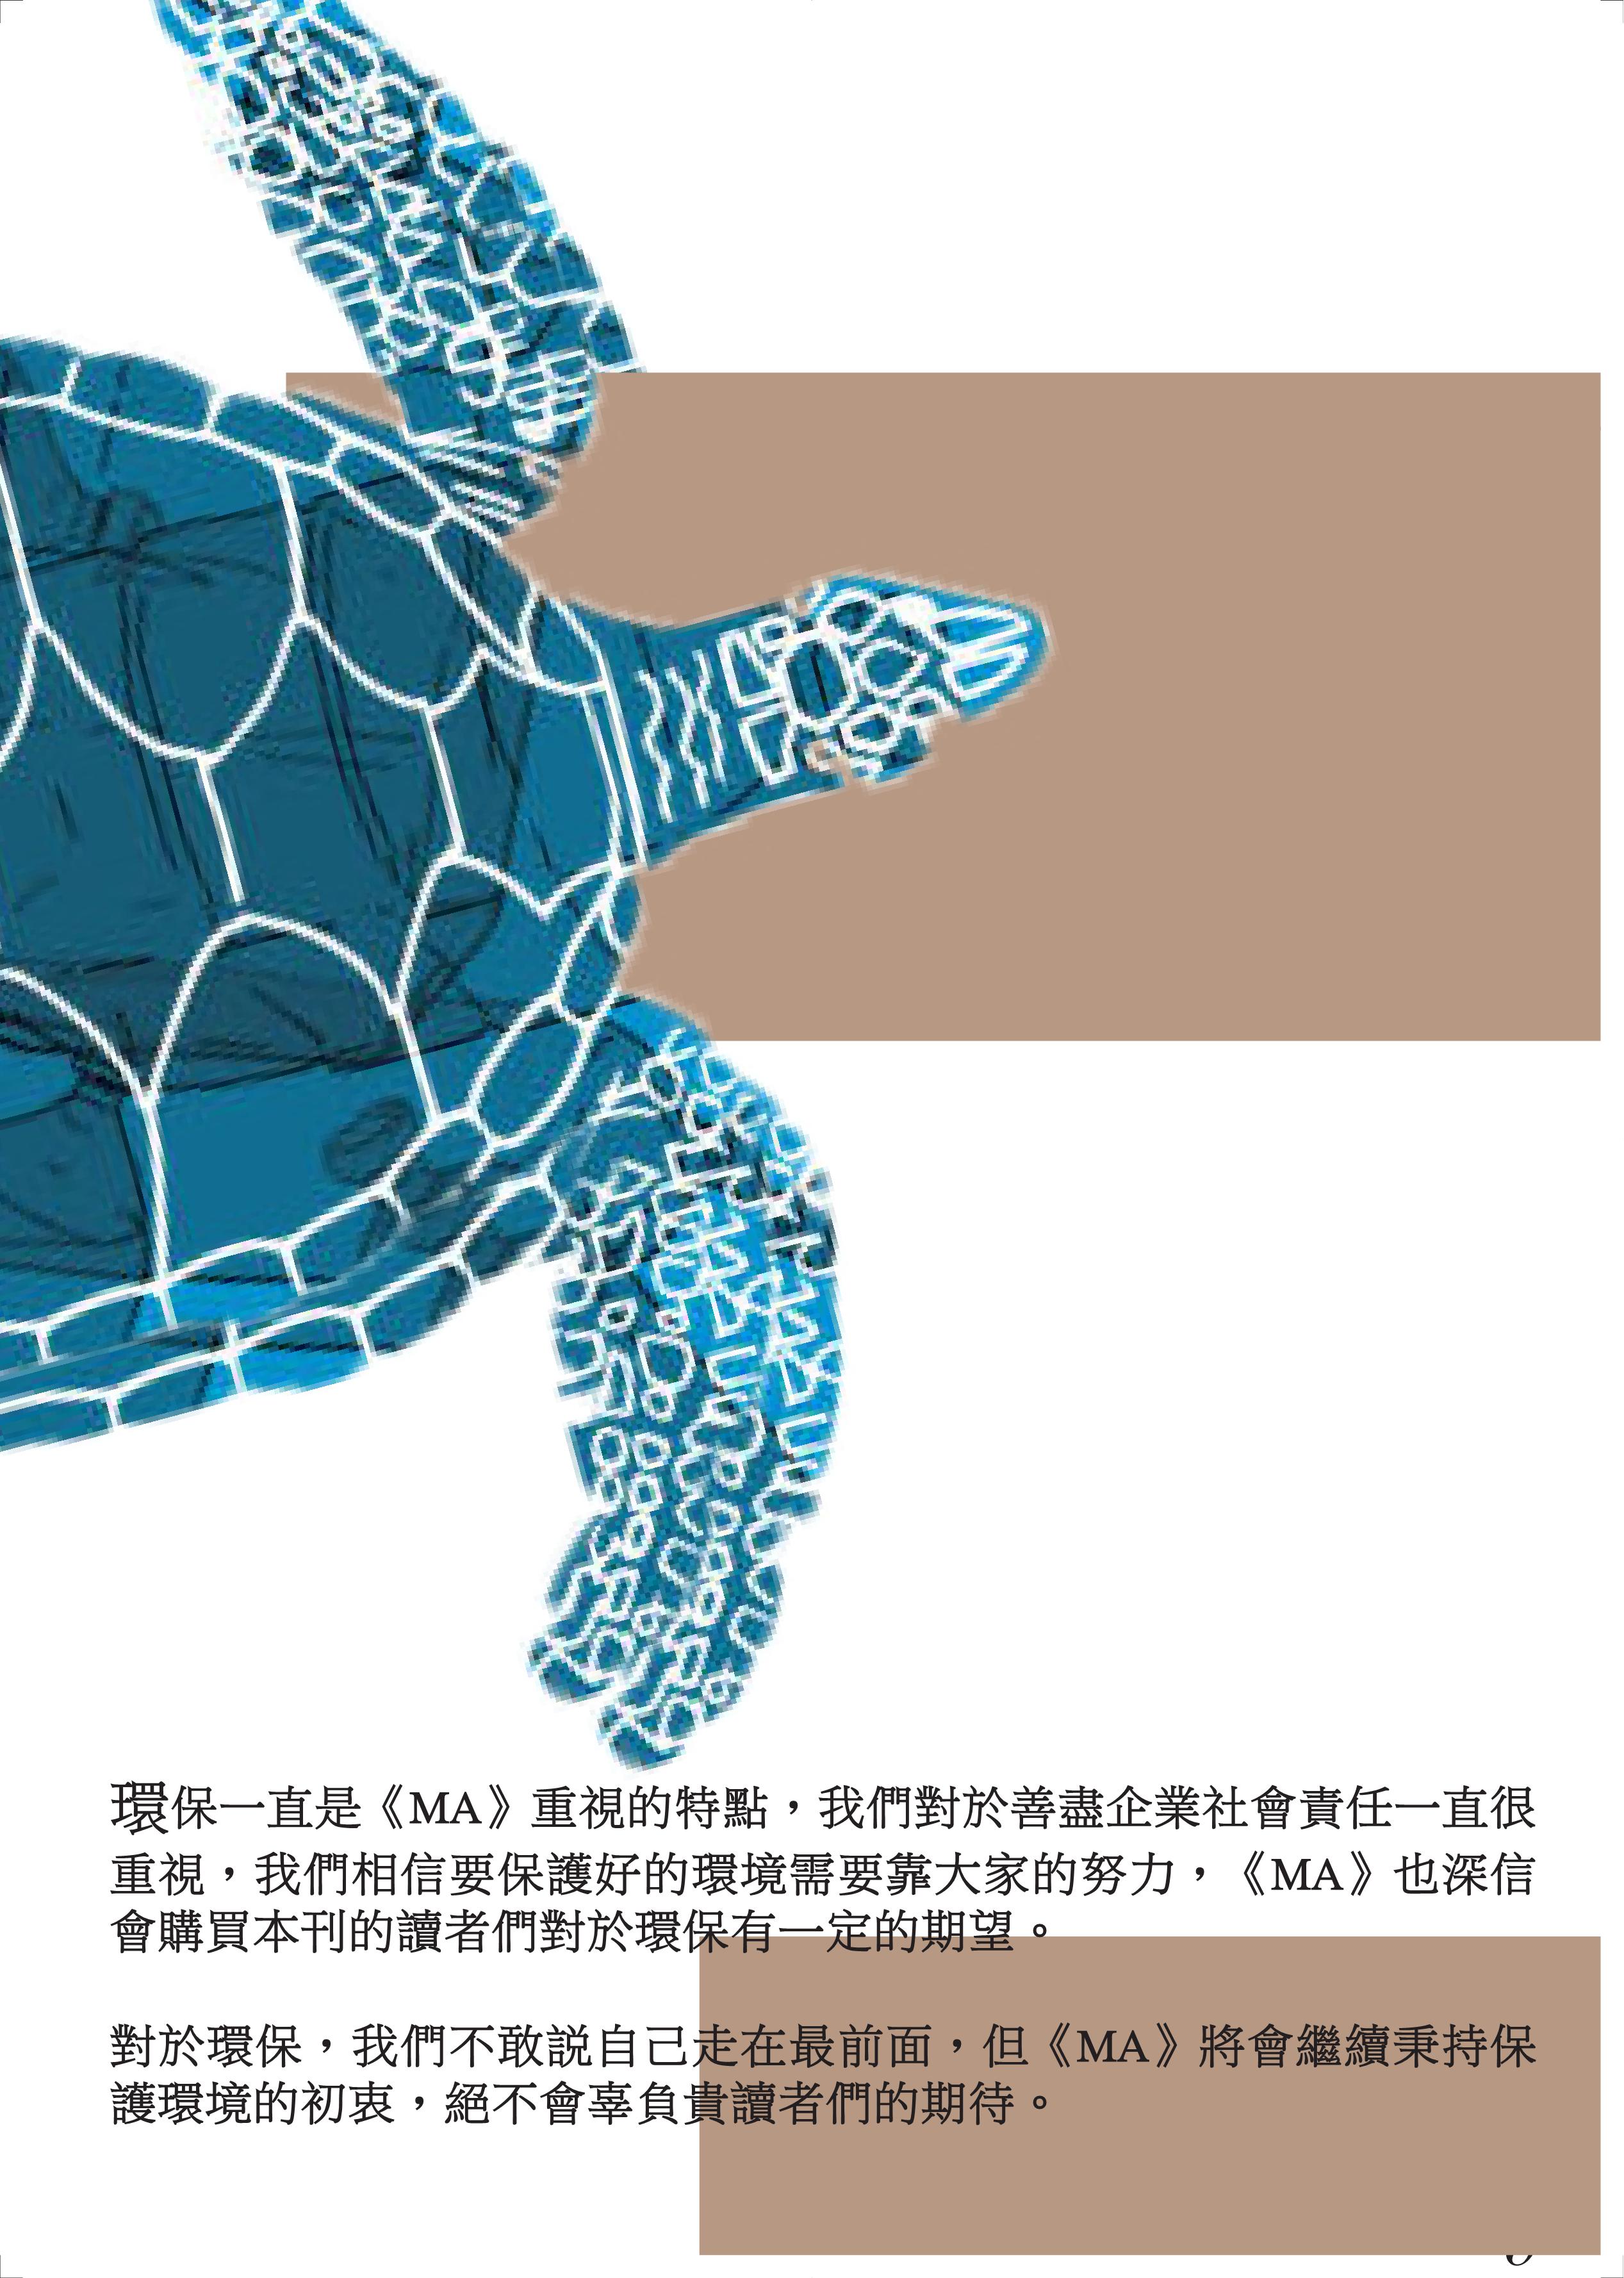 環保一直是《MA》重視的特點，我們對於善盡企業社會責任一直很
重視，我們相信要保護好的環境需要靠大家的努力，《MA》也深信
會購買本刊的讀者們對於環保有一定的期望。
對於環保，我們不敢説自己走在最前面，但《MA》將會繼續秉持保
護環境的初衷，絕不會辜負貴讀者們的期待。